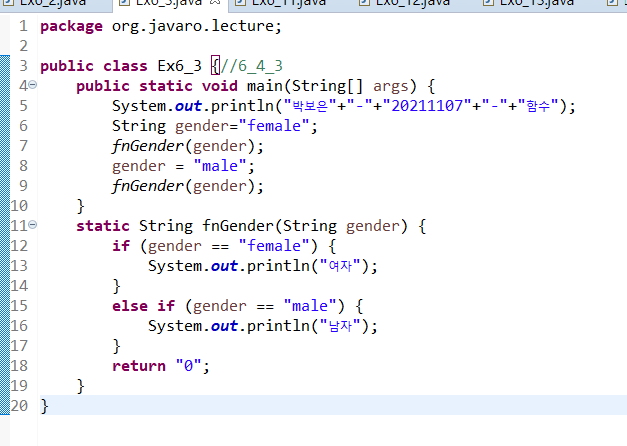 Ex6_2.java Ex6_3.java Ex6_11.java Ex6_12.java Ex6_13.java
1 package org.javaro.lecture;
2
3 public class Ex6_3 {//6_4_3
4 public static void main(String[] args) {
5 System.out.println("박보은"+"-"+"20211107"+"-"+"함수");
6 String gender="female";
7 fnGender(gender);
8 gender = "male";
9 fnGender(gender);
10 }
11 static String fnGender(String gender) {
12 if (gender == "female") {
13 System.out.println("여자");
14 }
15 else if (gender == "male") {
16 System.out.println("남자");
17 }
18 return "0";
19 }
20 }